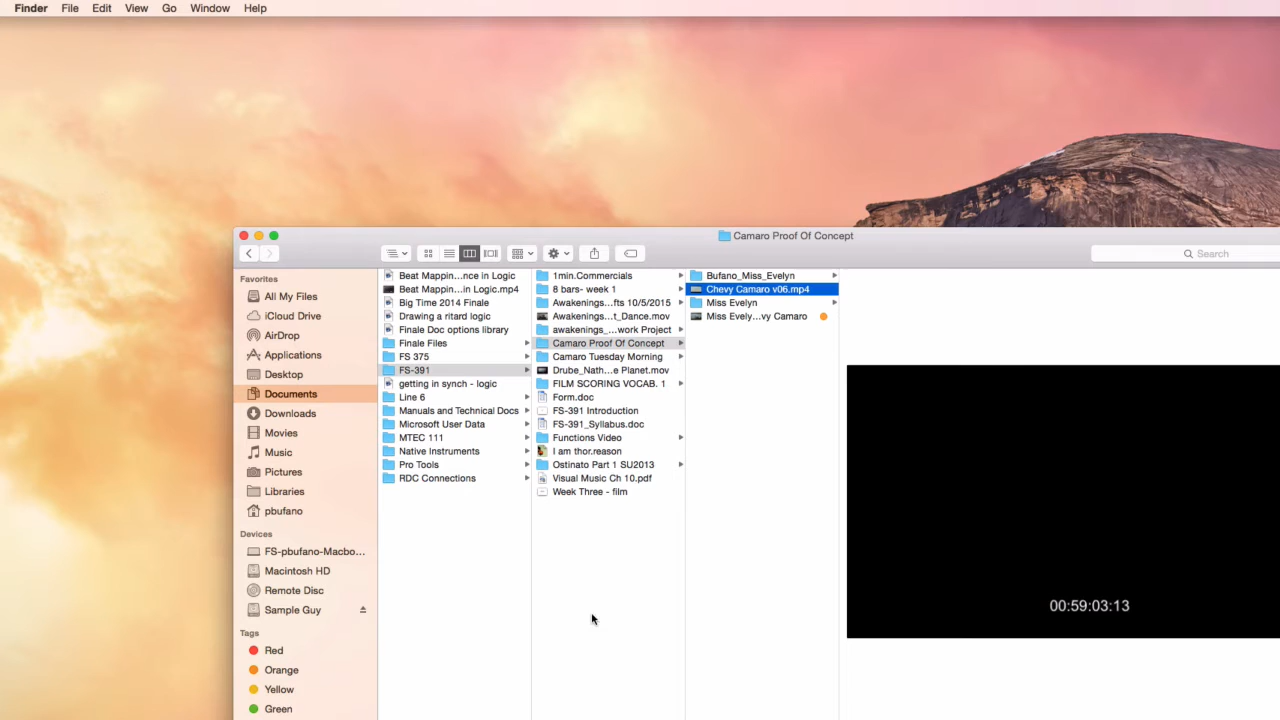 Finder File Edit View Go Window Help
Camaro Proof Of Concept
Search
Favorites
All My Files
iCloud Drive
AirDrop
Applications
Desktop
Documents
Downloads
Movies
Music
Pictures
Libraries
pbufano
Devices
FS-pbufano-Macbo...
Macintosh HD
Remote Disc
Sample Guy
Tags
Red
Orange
Yellow
Green
Beat Mappin...nce in Logic
Beat Mappin...in Logic.mp4
Big Time 2014 Finale
Drawing a ritard logic
Finale Doc options library
Finale Files
FS 375
FS-391
getting in synch - logic
Line 6
Manuals and Technical Docs
Microsoft User Data
MTEC 111
Native Instruments
Pro Tools
RDC Connections
1min.Commercials
8 bars- week 1
Awakenings...fts 10/5/2015
Awakenings...t_Dance.mov
awakenings_...work Project
Camaro Proof Of Concept
Camaro Tuesday Morning
Drube_Nath...e Planet.mov
FILM SCORING VOCAB. 1
Form.doc
FS-391 Introduction
FS-391_Syllabus.doc
Functions Video
I am thor.reason
Ostinato Part 1 SU2013
Visual Music Ch 10.pdf
Week Three - film
Bufano_Miss_Evelyn
Chevy Camaro v06.mp4
Miss Evelyn
Miss Evely...vy Camaro
00:59:03:13